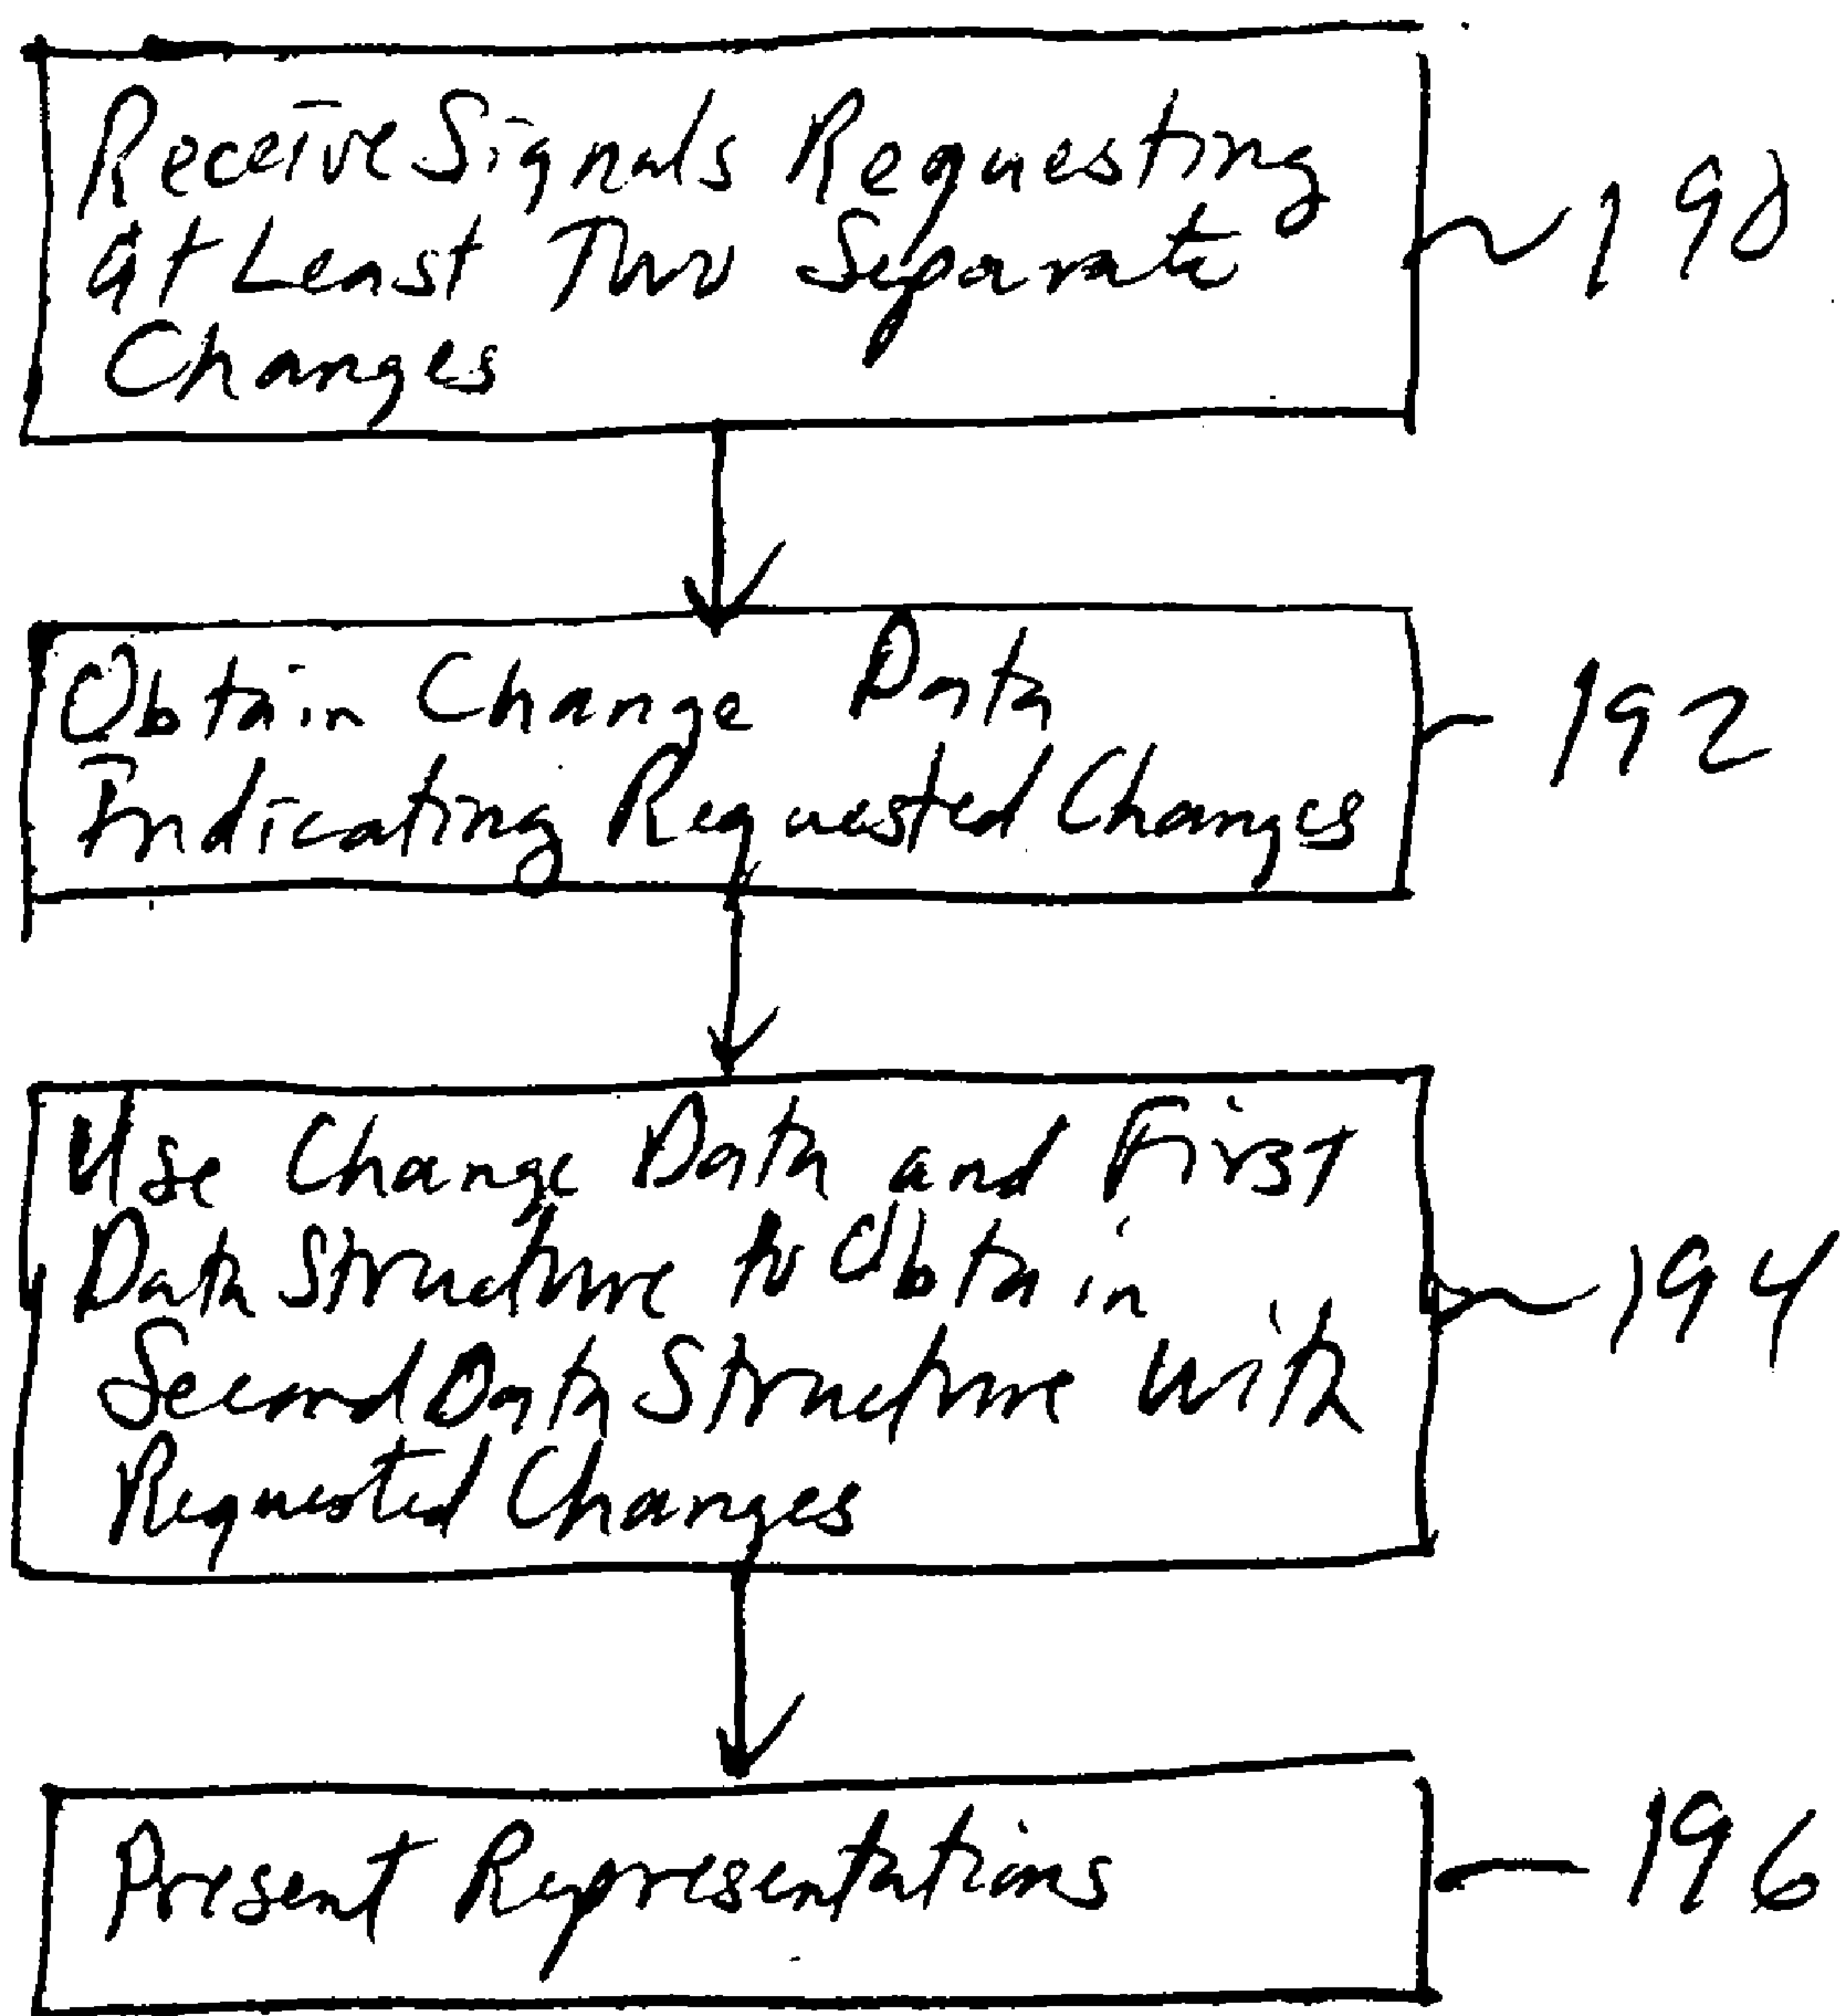 Receive Signals Requesting
at Least Two Separate
Changes
190
Obtain Change Data
Indicating Requested Changes
192
Use Change Data and First
Data Structure to Obtain
Second Data Structure with
Requested Changes
194
Present Representations
196